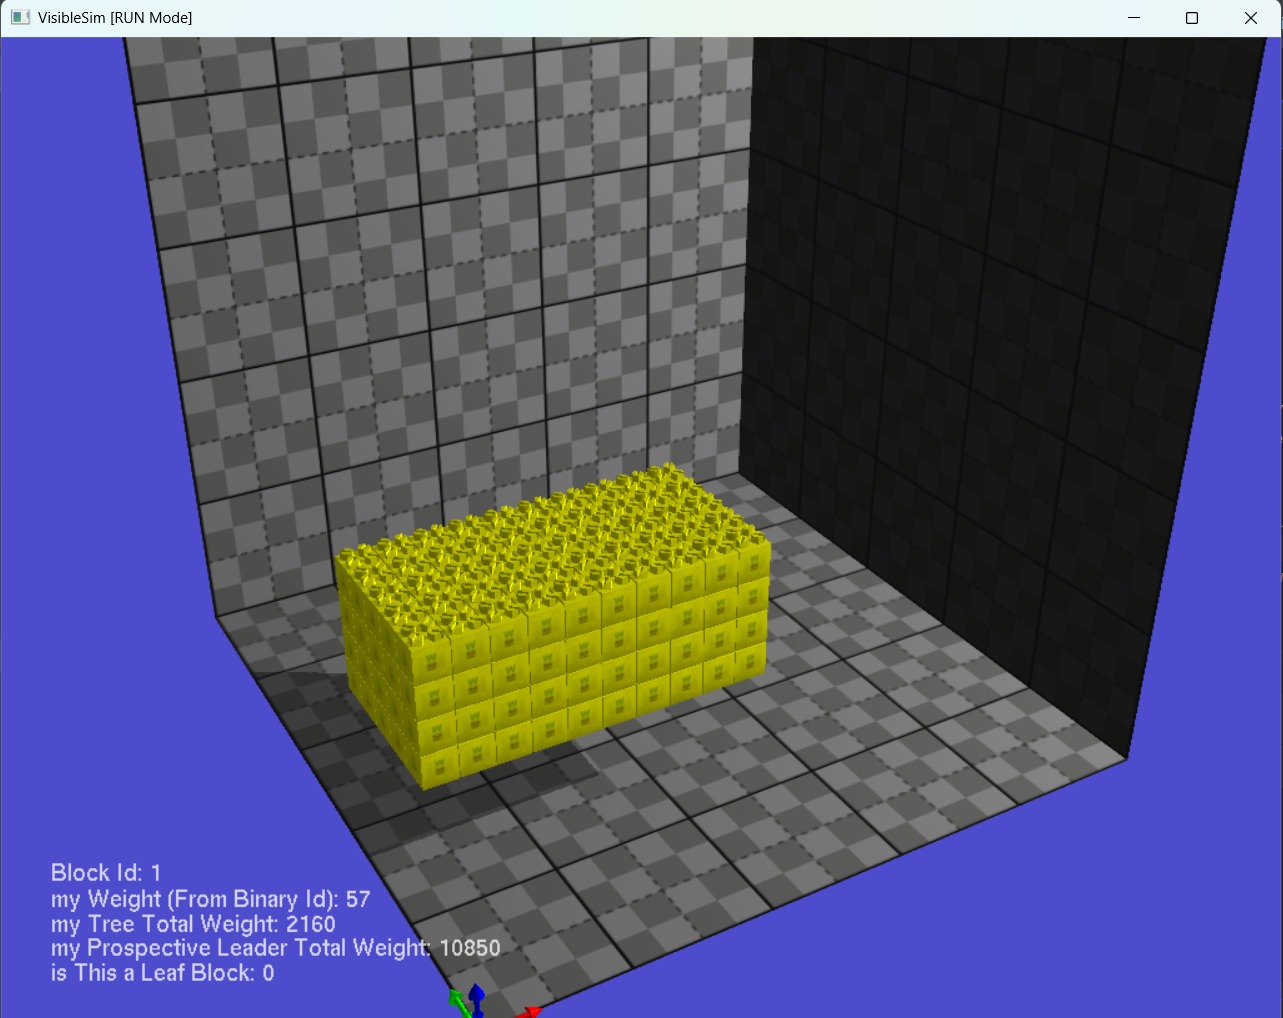 VisibleSim [RUN Mode]
Block Id: 1
my Weight (From Binary Id): 57
my Tree Total Weight: 2160
my Prospective Leader Total Weight: 10850
is This a Leaf Block: 0